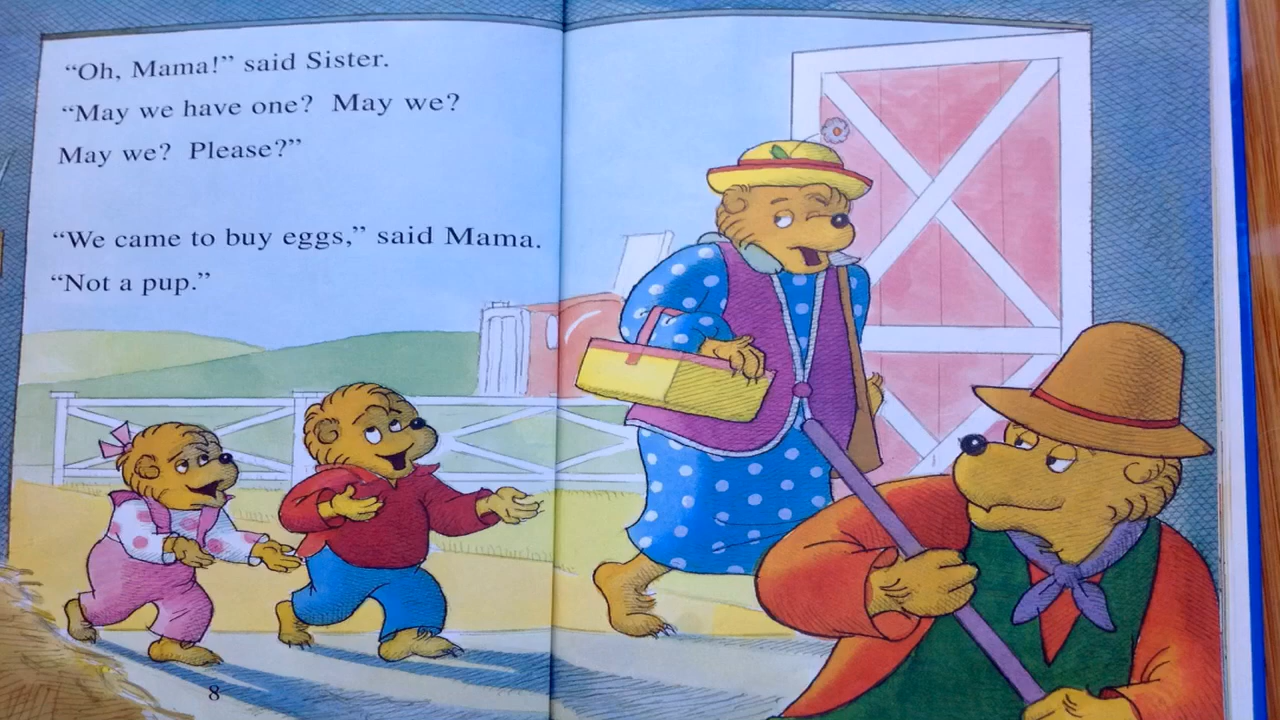 “Oh, Mama!” said Sister.
“May we have one? May we?
May we? Please?”
“We came to buy eggs,” said Mama.
“Not a pup.”
8